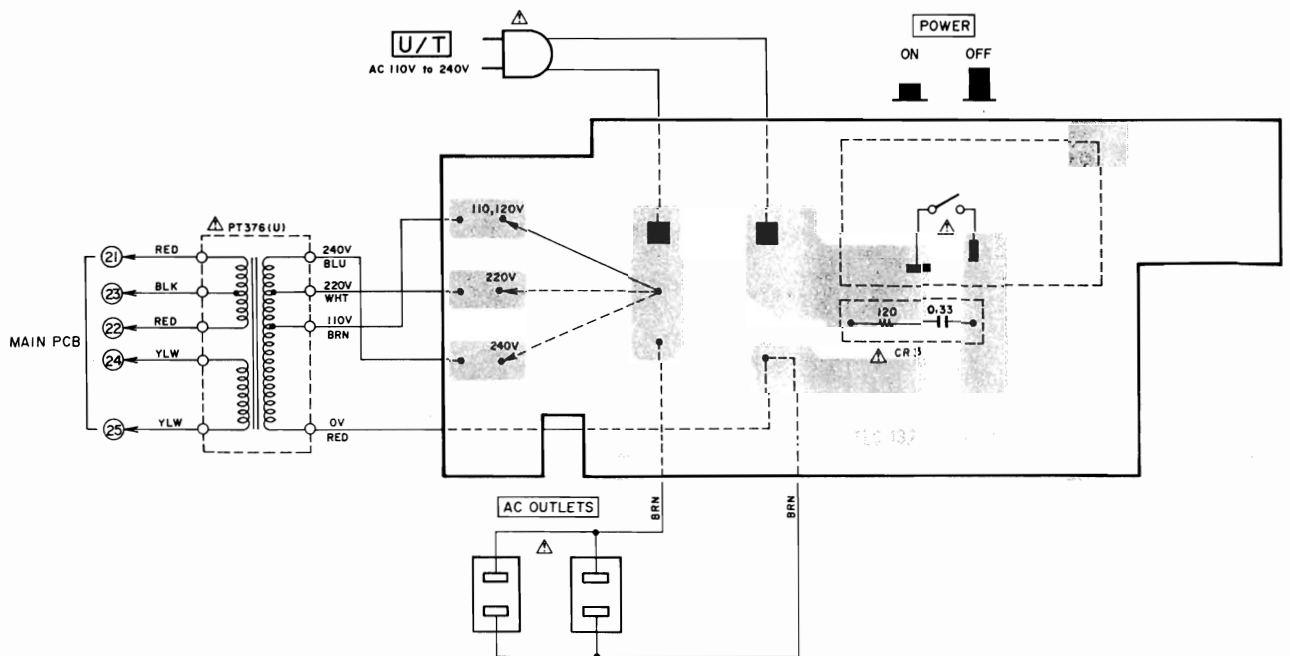 U/T
AC 110V to 240V
POWER
ON OFF
110,120V
220V
240V
PT376(U)
21 RED
23 BLK
22 RED
24 YLW
25 YLW
MAIN PCB
240V
BLU
220V
WHT
110V
BRN
0V
RED
120 0.33
AC OUTLETS
BRN
BRN